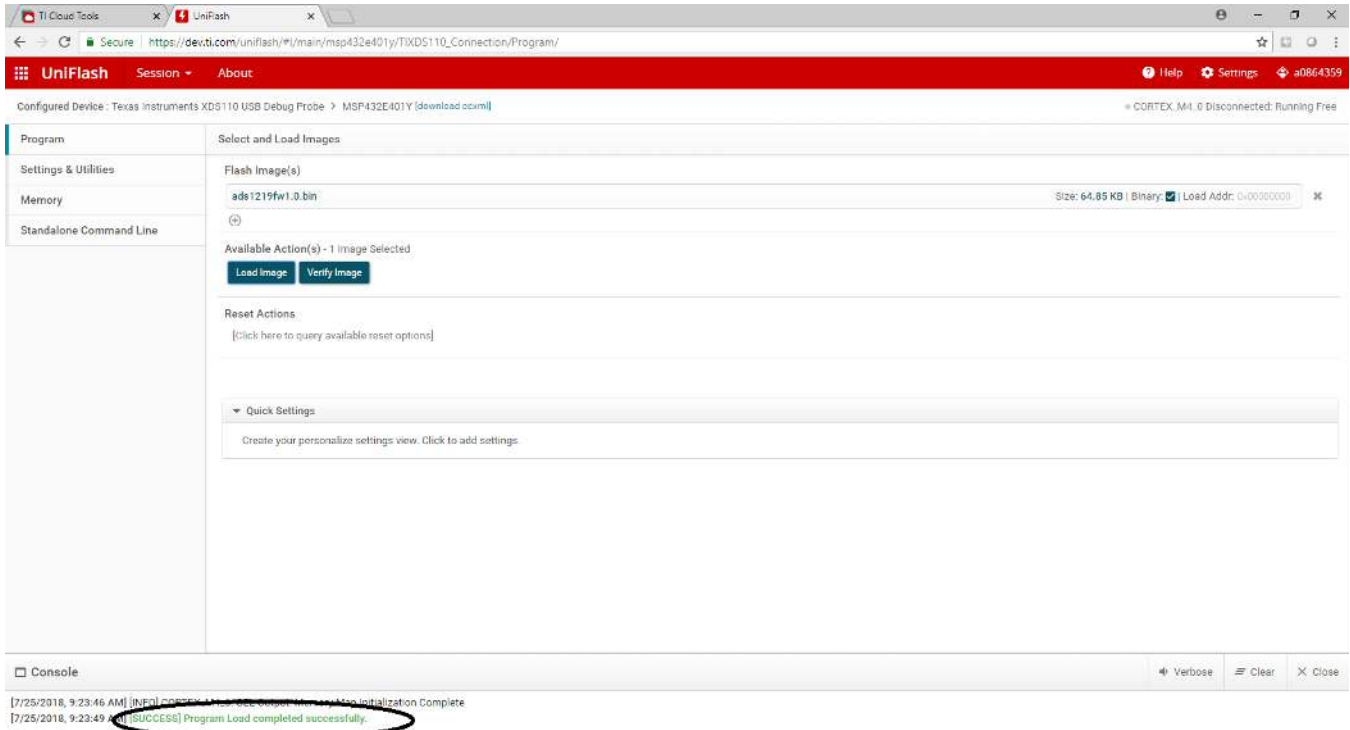 TI Cloud Tools
UniFlash
Secure | https://dev.ti.com/uniflash/#!/main/msp432e401y/TIXDS110_Connection/Program/
UniFlash Session About Help Settings a0864359
Configured Device : Texas Instruments XDS110 USB Debug Probe > MSP432E401Y [download ccxml] CORTEX_M4_0 Disconnected: Running Free
Program
Settings & Utilities
Memory
Standalone Command Line
Select and Load Images
Flash Image(s)
ads1219fw1.0.bin Size: 64.85 KB | Binary: | Load Addr: 0x00000000
Available Action(s) - 1 Image Selected
Load Image Verify Image
Reset Actions
[Click here to query available reset options]
Quick Settings
Create your personalize settings view. Click to add settings.
Console Verbose Clear Close
[7/25/2018, 9:23:46 AM] [INFO] Initialization Complete
[7/25/2018, 9:23:49 AM] [SUCCESS] Program Load completed successfully.